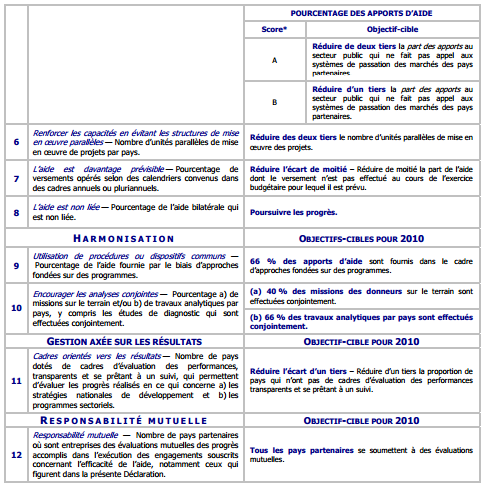 POURCENTAGE DES APPORTS D'AIDE
Score* Objectif-cible
A
Réduire de deux tiers la part des apports au
secteur public qui ne fait pas appel aux
systèmes de passation des marchés des pays
partenaires.
B
Réduire d'un tiers la part des apports au
secteur public qui ne fait pas appel aux
systèmes de passation des marchés des pays
partenaires.
6
Renforcer les capacités en évitant les structures de mise
en œuvre parallèles — Nombre d'unités parallèles de mise
en œuvre de projets par pays.
Réduire des deux tiers le nombre d'unités parallèles de mise en
œuvre des projets.
7
L'aide est davantage prévisible — Pourcentage de
versements opérés selon des calendriers convenus dans
des cadres annuels ou pluriannuels.
Réduire l'écart de moitié – Réduire de moitié la part de l'aide
dont le versement n'est pas effectué au cours de l'exercice
budgétaire pour lequel il est prévu.
8
L'aide est non liée — Pourcentage de l'aide bilatérale qui
est non liée.
Poursuivre les progrès.
HARMONISATION
OBJECTIFS-CIBLES POUR 2010
9
Utilisation de procédures ou dispositifs communs —
Pourcentage de l'aide fournie par le biais d'approches
fondées sur des programmes.
66 % des apports d'aide sont fournis dans le cadre
d'approches fondées sur des programmes.
10
Encourager les analyses conjointes — Pourcentage a) de
missions sur le terrain et/ou b) de travaux analytiques par
pays, y compris les études de diagnostic qui sont
effectuées conjointement.
(a) 40 % des missions des donneurs sur le terrain sont
effectuées conjointement.
(b) 66 % des travaux analytiques par pays sont effectués
conjointement.
GESTION AXÉE SUR LES RÉSULTATS
OBJECTIF-CIBLE POUR 2010
11
Cadres orientés vers les résultats — Nombre de pays
dotés de cadres d'évaluation des performances,
transparents et se prêtant à un suivi, qui permettent
d'évaluer les progrès réalisés en ce qui concerne a) les
stratégies nationales de développement et b) les
programmes sectoriels.
Réduire l'écart d'un tiers – Réduire d'un tiers la proportion de
pays qui n'ont pas de cadres d'évaluation des performances
transparents et se prêtant à un suivi.
RESPONSABILITÉ MUTUELLE
OBJECTIF-CIBLE POUR 2010
12
Responsabilité mutuelle — Nombre de pays partenaires
où sont entreprises des évaluations mutuelles des progrès
accomplis dans l'exécution des engagements souscrits
concernant l'efficacité de l'aide, notamment ceux qui
figurent dans la présente Déclaration.
Tous les pays partenaires se soumettent à des évaluations
mutuelles.